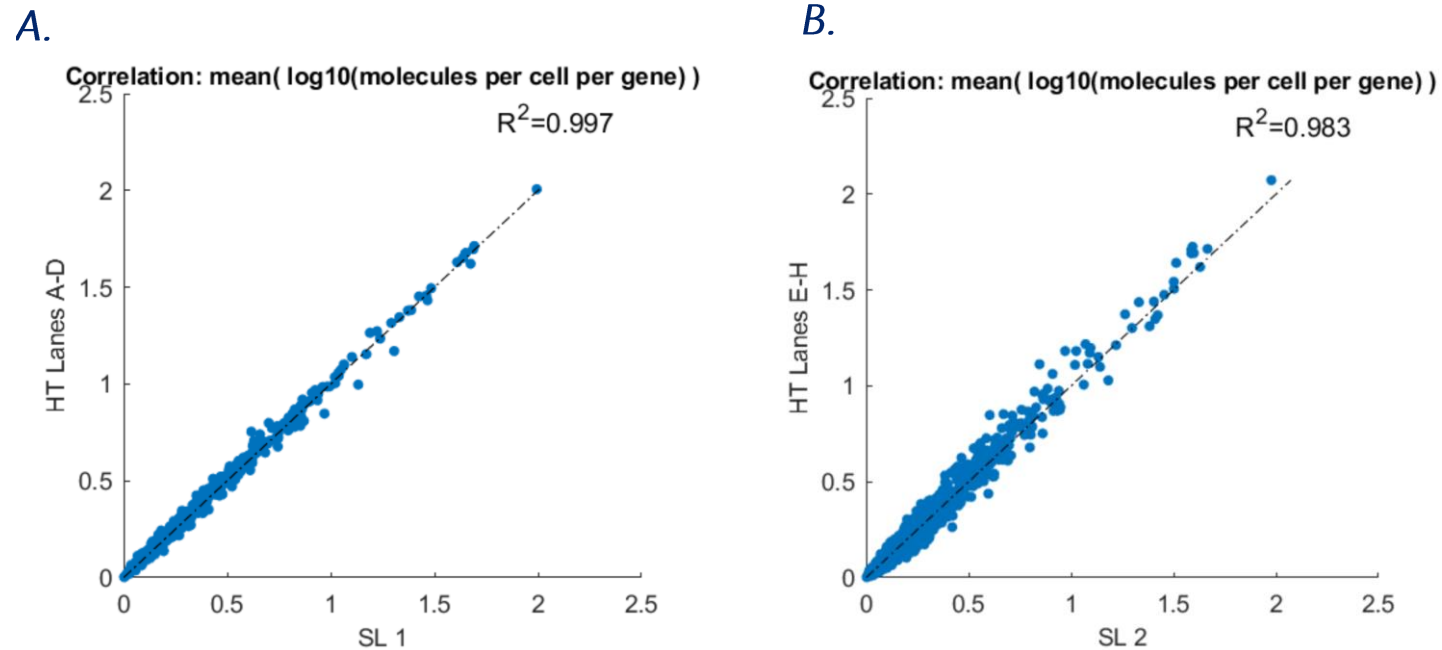 A.
Correlation: mean( log10(molecules per cell per gene) )
R2=0.997
2.5
2
1.5
1
0.5
0
HT Lanes A-D
0 0.5 1 1.5 2 2.5
SL 1
B.
Correlation: mean( log10(molecules per cell per gene) )
R2=0.983
2.5
2
1.5
1
0.5
0
HT Lanes E-H
0 0.5 1 1.5 2 2.5
SL 2